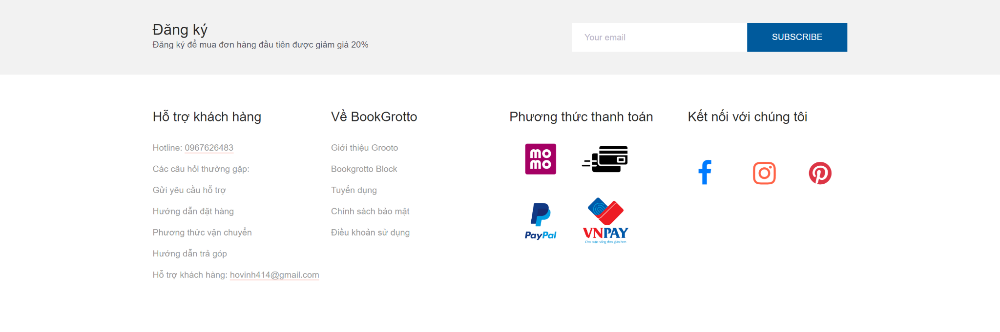 Đăng ký
Đăng ký để mua đơn hàng đầu tiên được giảm giá 20%
Your email
SUBSCRIBE
Hỗ trợ khách hàng
Hotline: 0967626483
Các câu hỏi thường gặp:
Gửi yêu cầu hỗ trợ
Hướng dẫn đặt hàng
Phương thức vận chuyển
Hướng dẫn trả góp
Hỗ trợ khách hàng: hovinh414@gmail.com
Về BookGrotto
Giới thiệu Grooto
Bookgrotto Block
Tuyển dụng
Chính sách bảo mật
Điều khoản sử dụng
Phương thức thanh toán
mo
mo
PayPal
VNPAY
Cho cuộc sống đơn giản hơn
Kết nối với chúng tôi